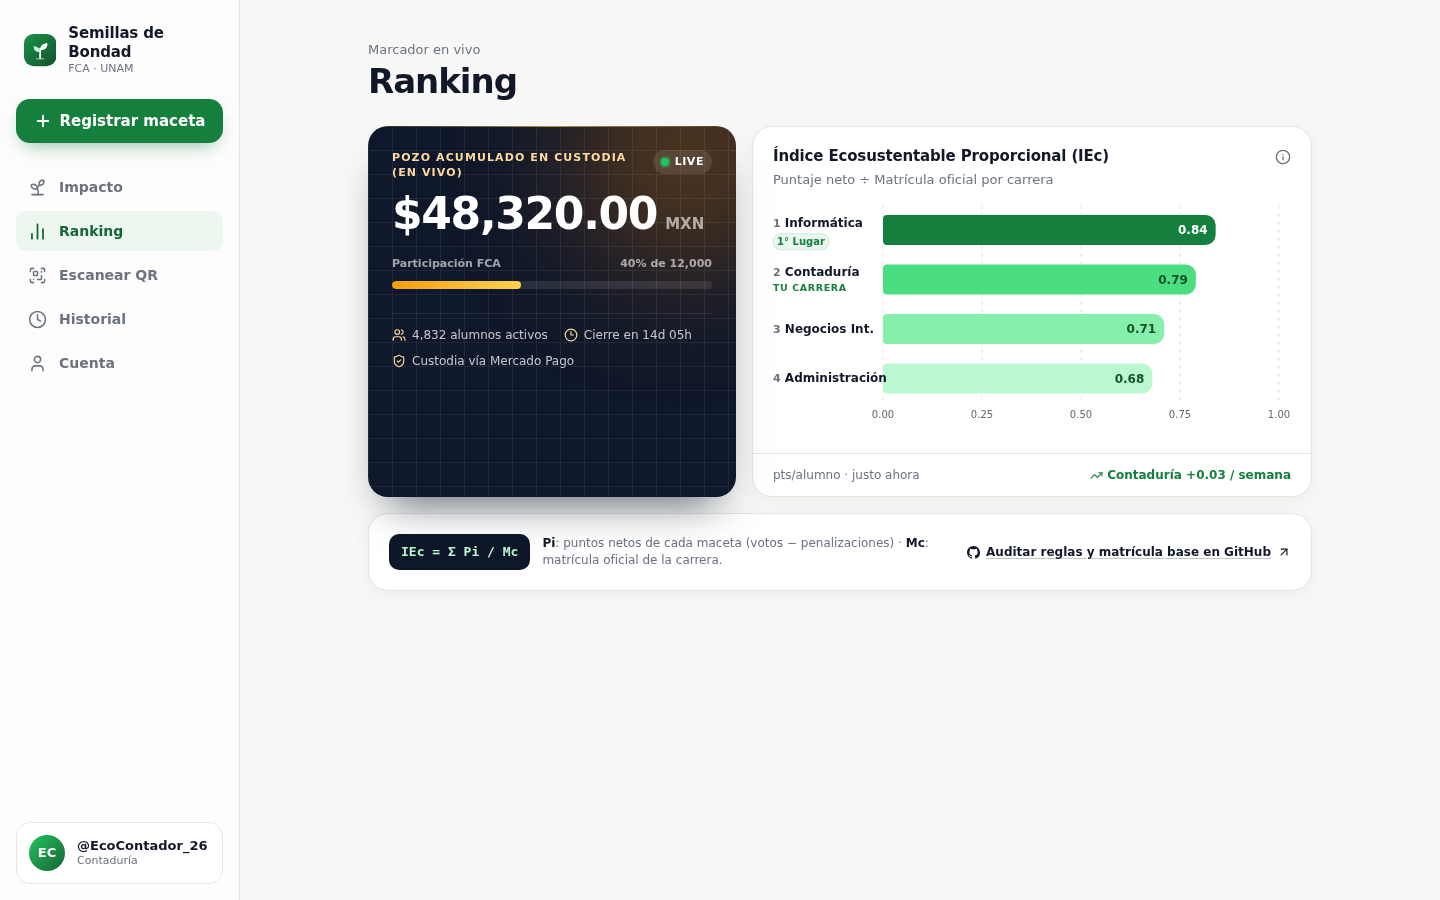 Semillas de
Bondad
FCA · UNAM
Registrar maceta
Impacto
Ranking
Escanear QR
Historial
Cuenta
EC
@EcoContador_26
Contaduría
Marcador en vivo
Ranking
POZO ACUMULADO EN CUSTODIA
(EN VIVO)
LIVE
$48,320.00 MXN
Participación FCA
40% de 12,000
4,832 alumnos activos
Cierre en 14d 05h
Custodia vía Mercado Pago
Índice Ecosustentable Proporcional (IEc)
Puntaje neto ÷ Matrícula oficial por carrera
1 Informática
1° Lugar
0.84
2 Contaduría
TU CARRERA
0.79
3 Negocios Int.
0.71
4 Administración
0.68
0.00 0.25 0.50 0.75 1.00
pts/alumno · justo ahora
Contaduría +0.03 / semana
IEc = Σ Pi / Mc
Pi: puntos netos de cada maceta (votos − penalizaciones) · Mc:
matrícula oficial de la carrera.
Auditar reglas y matrícula base en GitHub